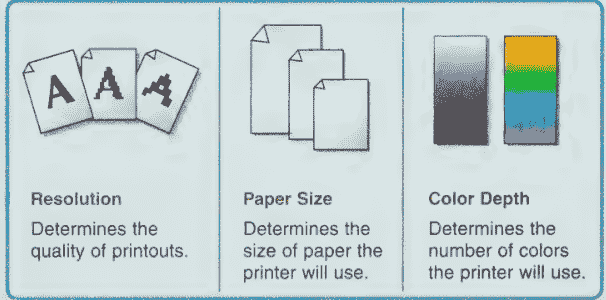 A A A
Resolution
Determines the
quality of printouts.
Paper Size
Determines the
size of paper the
printer will use.
Color Depth
Determines the
number of colors
the printer will use.